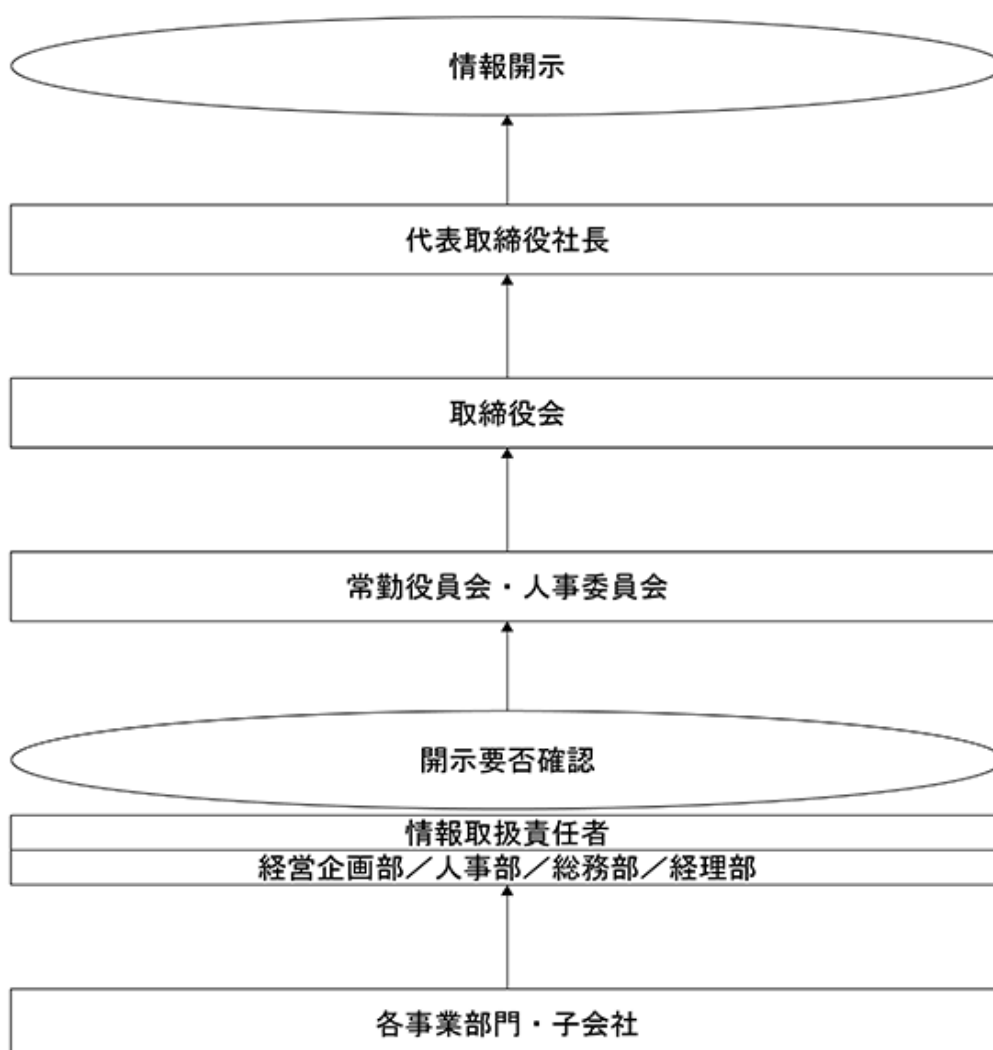 情報開示
代表取締役社長
取締役会
常勤役員会・人事委員会
開示要否確認
情報取扱責任者
経営企画部／人事部／総務部／経理部
各事業部門・子会社